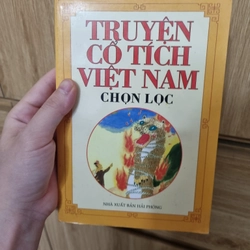 TRUYỆN
CỔ TÍCH
VIỆT NAM
CHỌN LỌC
NHÀ XUẤT BẢN HẢI PHÒNG